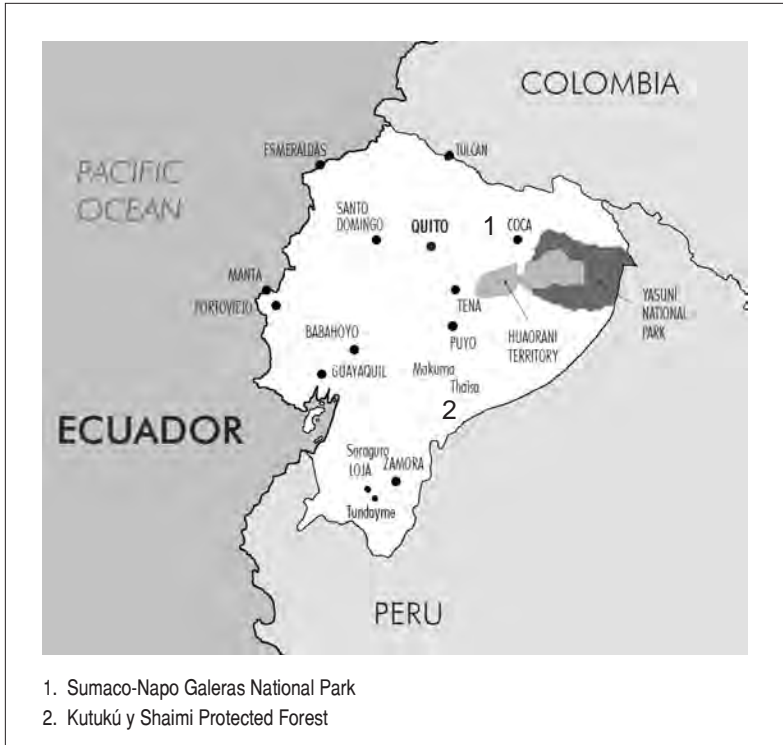 COLOMBIA
ESMERALDAS
TULCAN
PACIFIC
OCEAN
SANTO
DOMINGO
QUITO
1
COCA
MANTA
PORTOVIEJO
TENA
YASUNÍ
NATIONAL
PARK
HUAORANI
TERRITORY
BABAHOYO
PUYO
GUAYAQUIL
Makuma
Thaisa
2
ECUADOR
Saraguro
LOJA
ZAMORA
Tundayme
PERU
1. Sumaco-Napo Galeras National Park
2. Kutukú y Shaimi Protected Forest